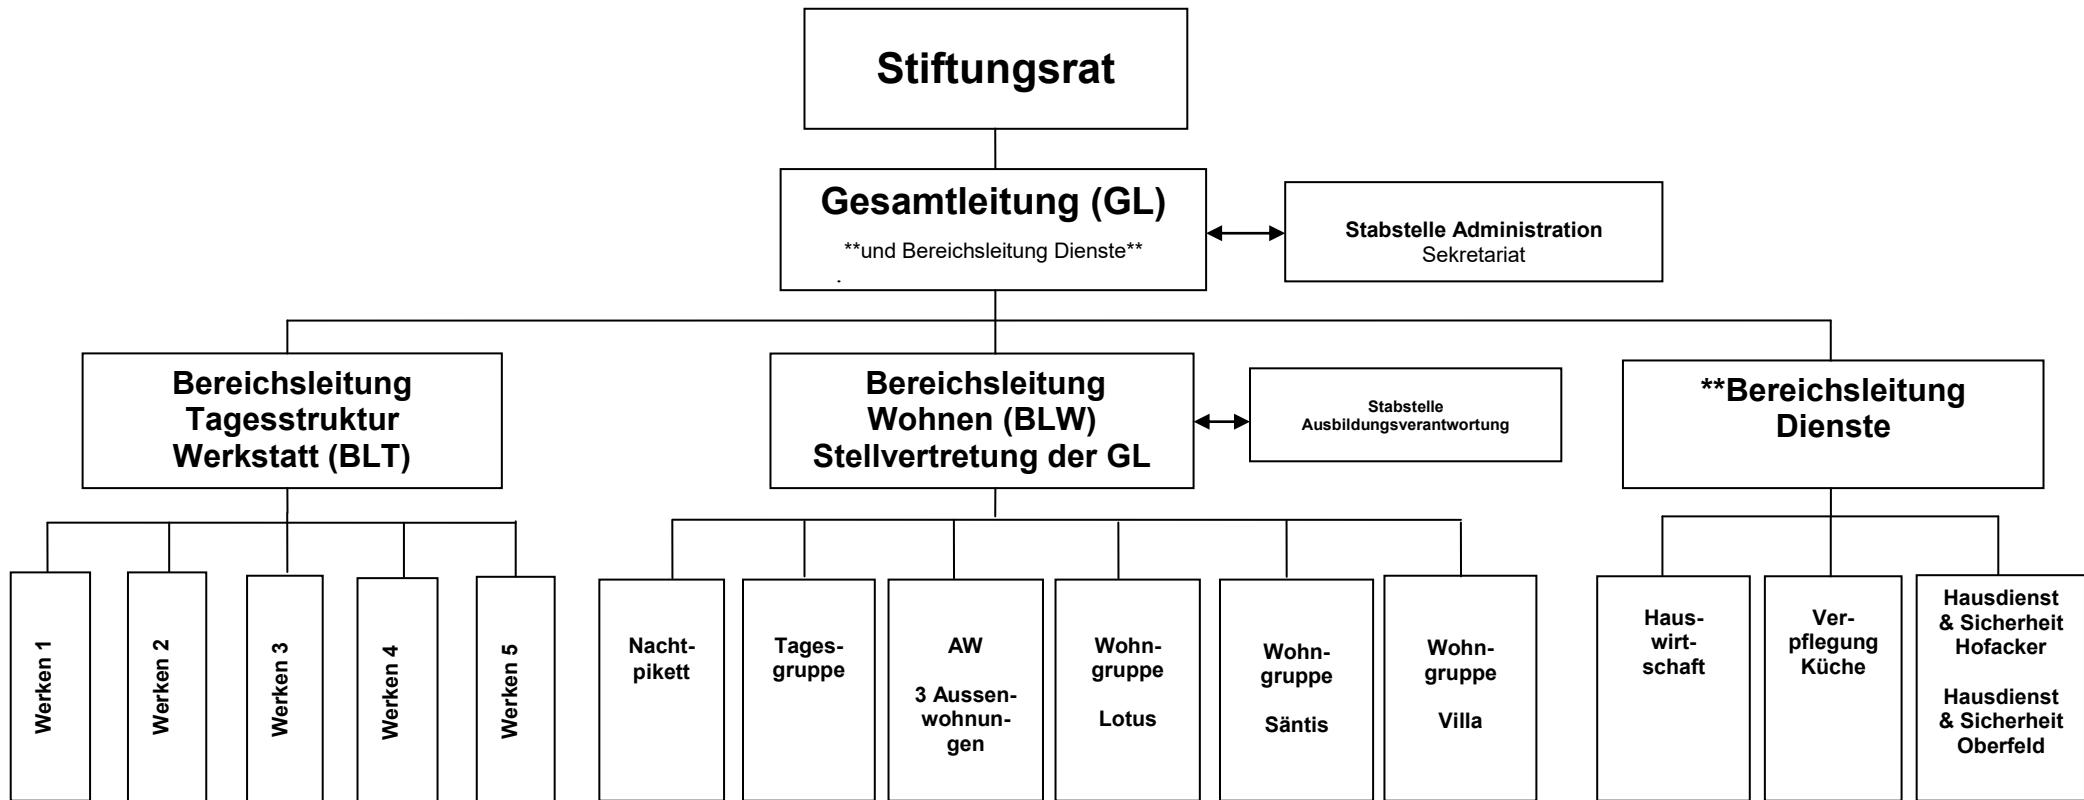 Stiftungsrat
Gesamtleitung (GL)
**und Bereichsleitung Dienste**
.
Stabstelle Administration
Sekretariat
Bereichsleitung
Tagesstruktur
Werkstatt (BLT)
Bereichsleitung
Wohnen (BLW)
Stellvertretung der GL
Stabstelle
Ausbildungsverantwortung
**Bereichsleitung
Dienste
Werken 1
Werken 2
Werken 3
Werken 4
Werken 5
Nacht-
pikett
Tages-
gruppe
AW
3 Aussen-
wohnun-
gen
Wohn-
gruppe
Lotus
Wohn-
gruppe
Säntis
Wohn-
gruppe
Villa
Haus-
wirt-
schaft
Ver-
pflegung
Küche
Hausdienst
& Sicherheit
Hofacker
Hausdienst
& Sicherheit
Oberfeld